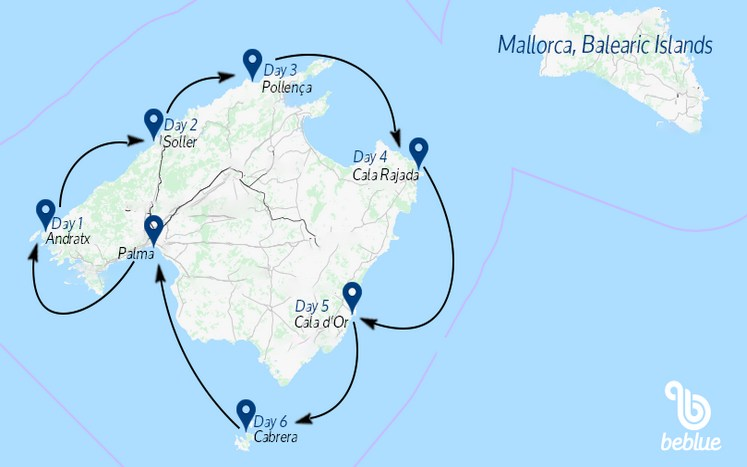 Mallorca, Balearic Islands
Day 3
Pollença
Day 2
Soller
Day 4
Cala Rajada
Day 1
Andratx
Palma
Day 5
Cala d'Or
Day 6
Cabrera
beblue